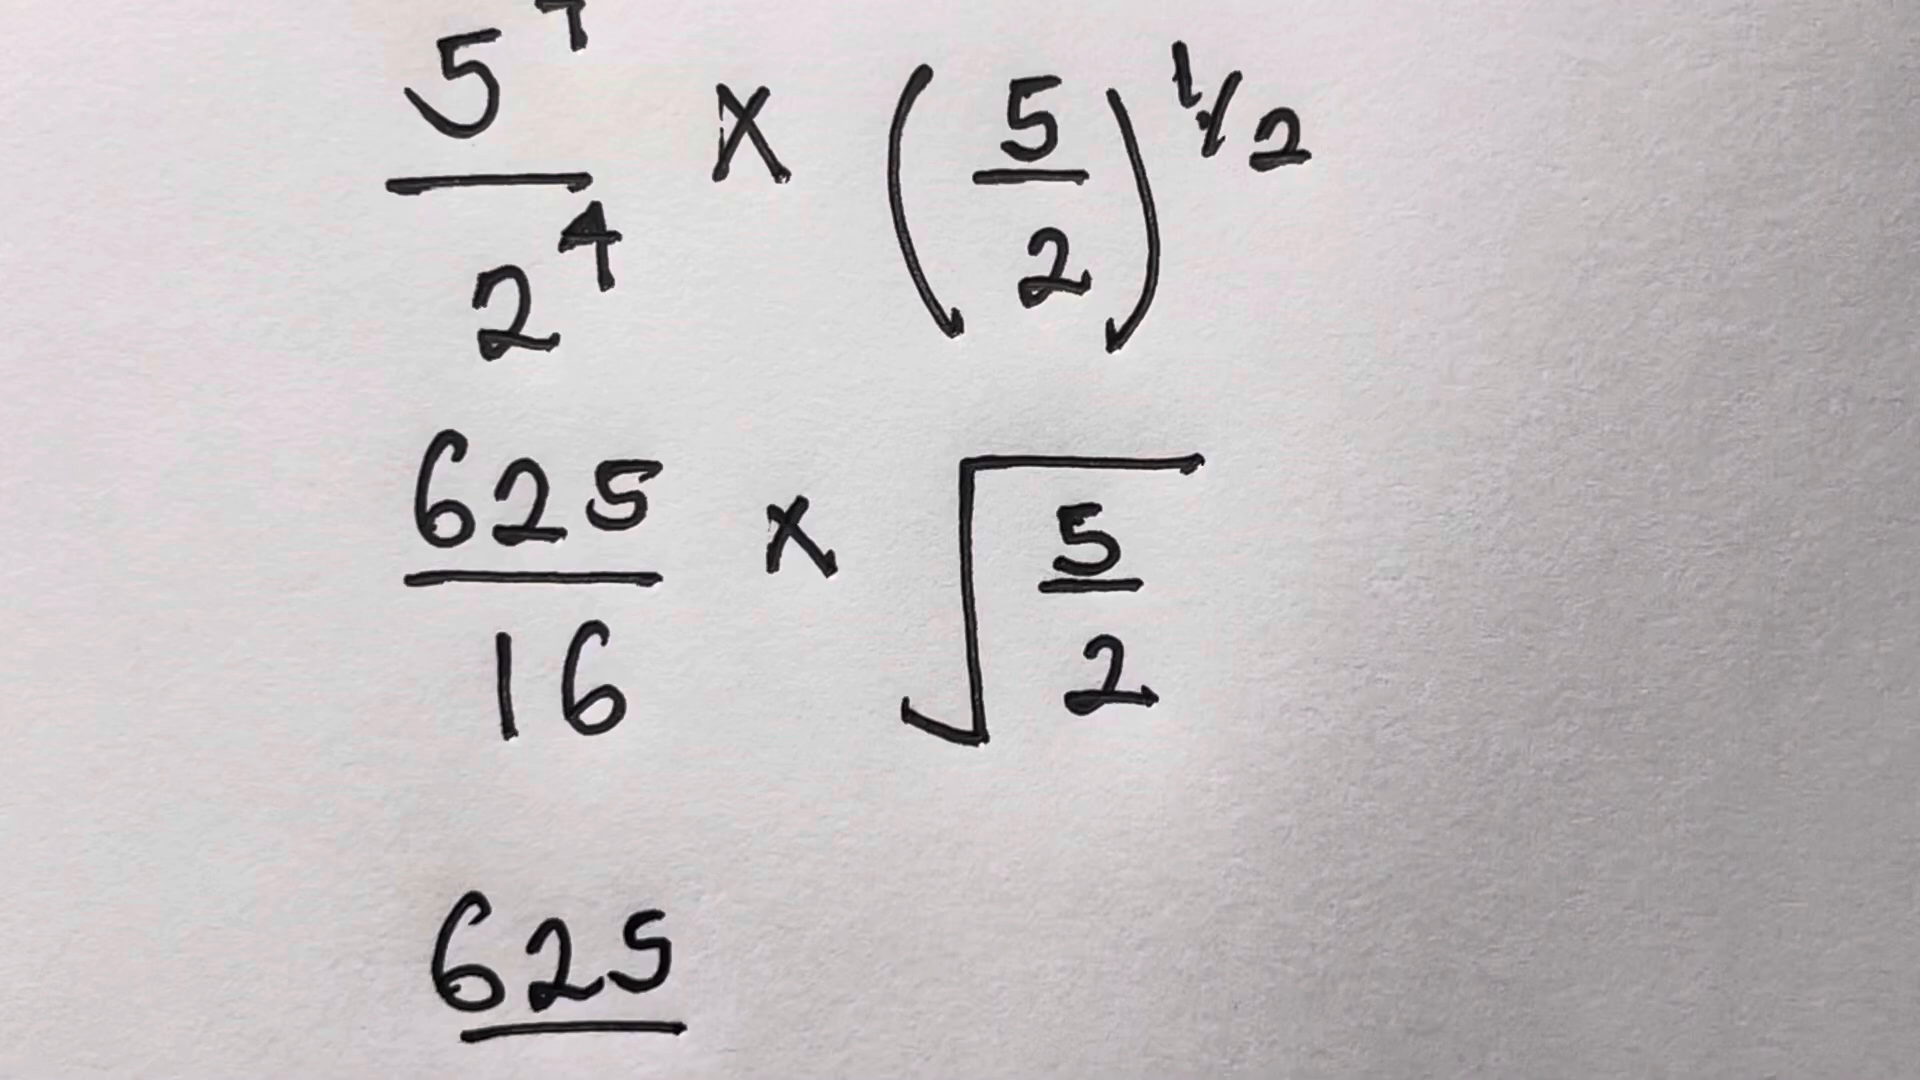 5⁴/2⁴ × (5/2)^1/2
625/16 × √(5/2)
625